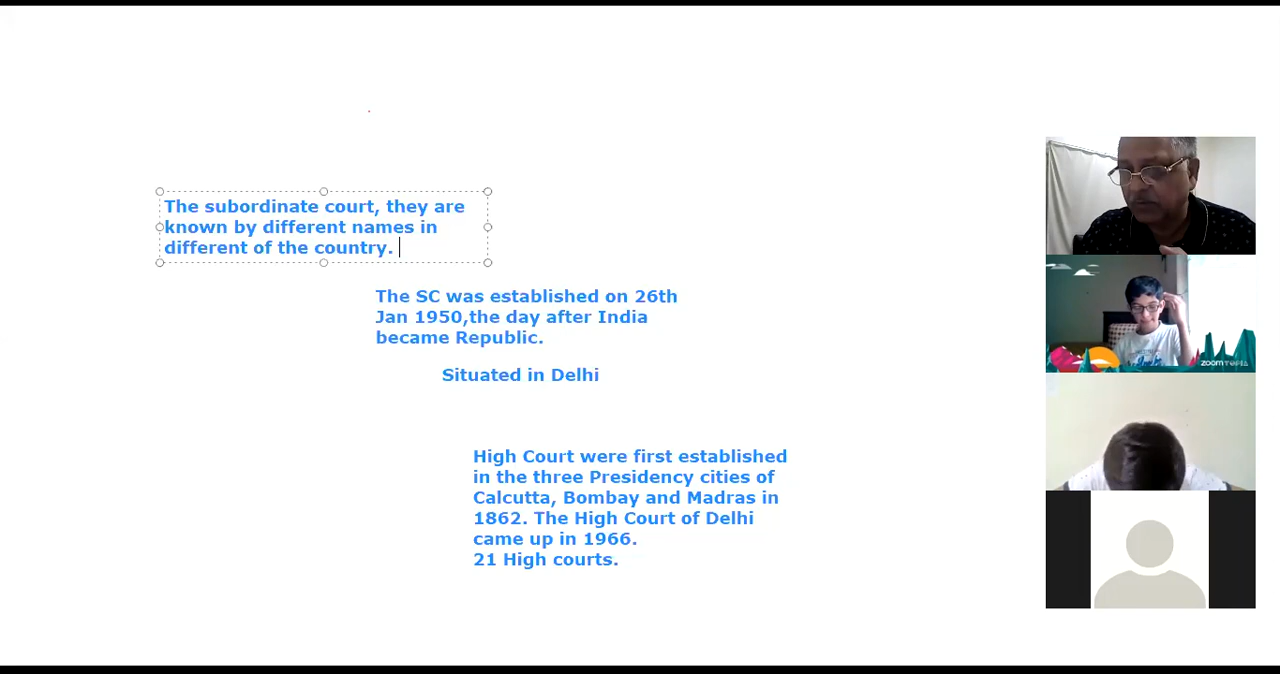 The subordinate court, they are
known by different names in
different of the country.
The SC was established on 26th
Jan 1950,the day after India
became Republic.
Situated in Delhi
High Court were first established
in the three Presidency cities of
Calcutta, Bombay and Madras in
1862. The High Court of Delhi
came up in 1966.
21 High courts.
zoomtopia